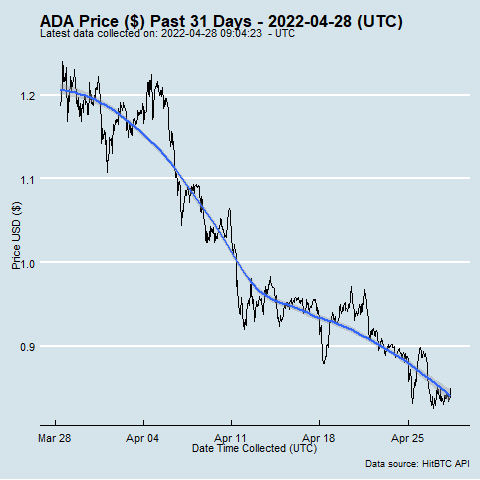 ADA Price ($) Past 31 Days - 2022-04-28 (UTC)
Latest data collected on: 2022-04-28 09:04:23  - UTC
1.2
1.1
1.0
0.9
Price USD ($)
Mar 28
Apr 04
Apr 11
Apr 18
Apr 25
Date Time Collected (UTC)
Data source: HitBTC API